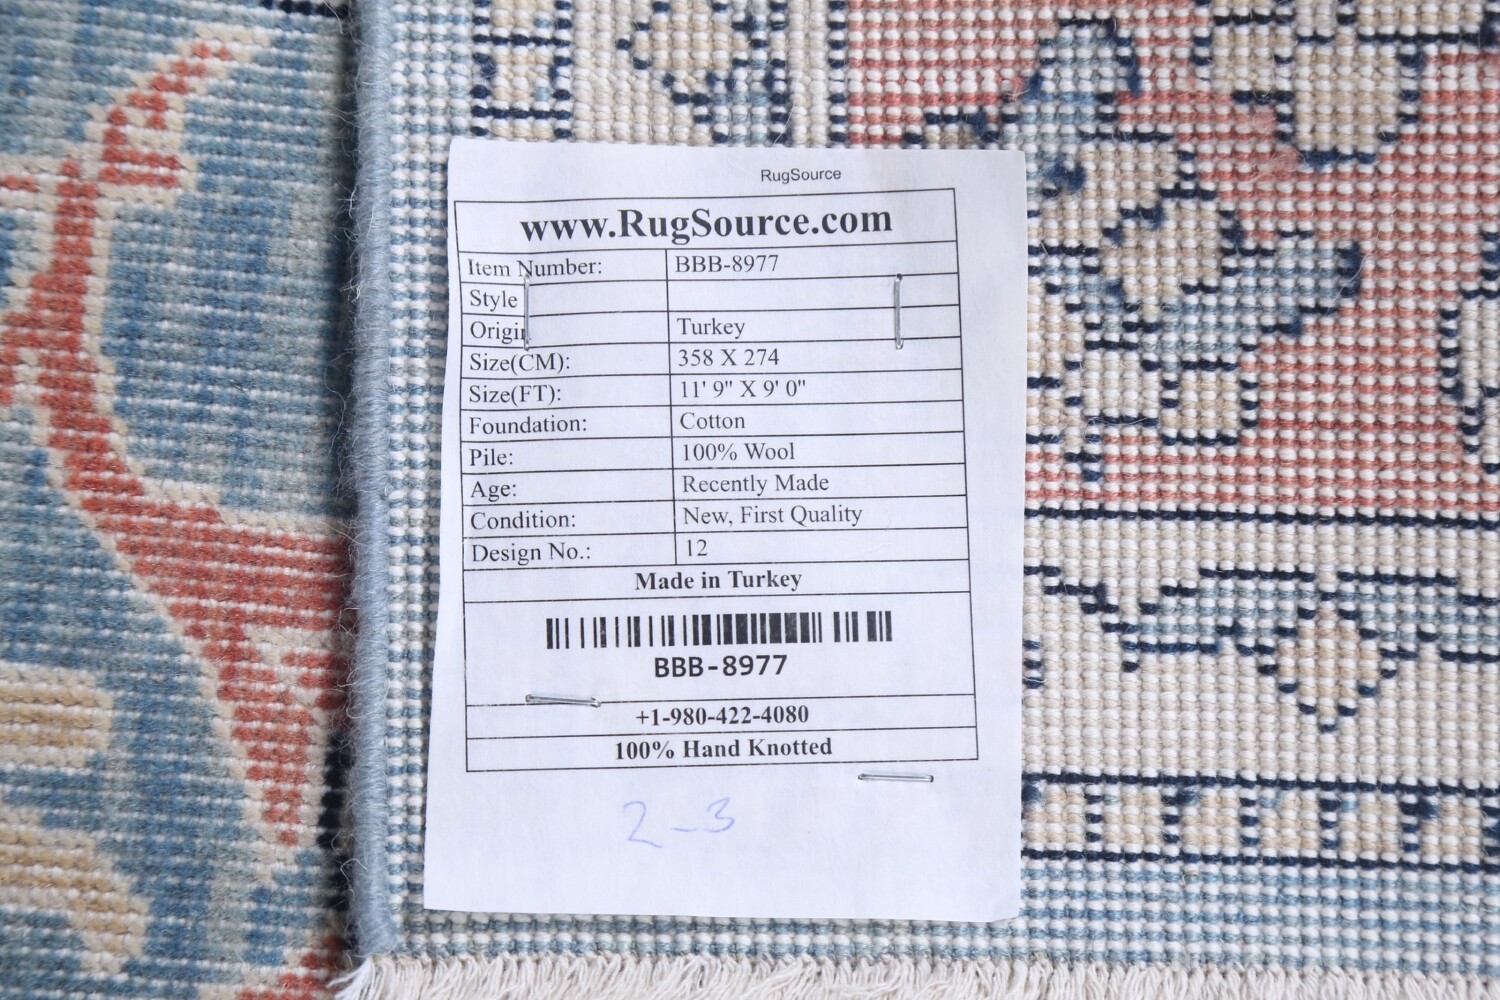 RugSource
www.RugSource.com
Item Number: BBB-8977
Style
Origin Turkey
Size(CM): 358 X 274
Size(FT): 11' 9" X 9' 0"
Foundation: Cotton
Pile: 100% Wool
Age: Recently Made
Condition: New, First Quality
Design No.: 12
Made in Turkey
BBB-8977
+1-980-422-4080
100% Hand Knotted
2-3